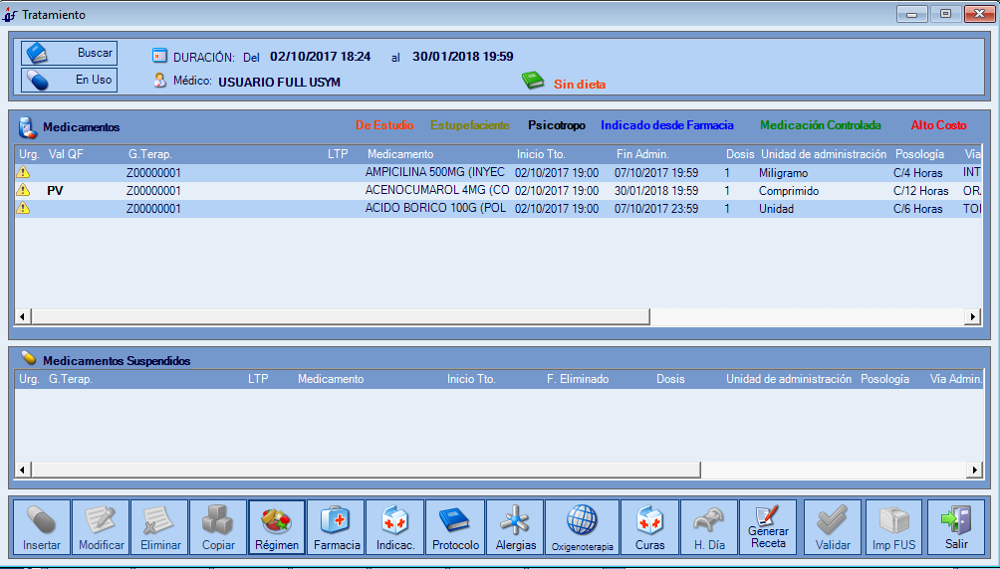 Tratamiento
Buscar
DURACIÓN: Del 02/10/2017 18:24 al 30/01/2018 19:59
En Uso
Médico: USUARIO FULL USYM
Sin dieta
Medicamentos
De Estudio Estupefaciente Psicotropo Indicado desde Farmacia Medicación Controlada Alto Costo
Urg. Val QF G.Terap. LTP Medicamento Inicio Tto. Fin Admin. Dosis Unidad de administración Posología Vía
Z00000001 AMPICILINA 500MG (INYEC 02/10/2017 19:00 07/10/2017 19:59 1 Miligramo C/4 Horas INT
PV Z00000001 ACENOCUMAROL 4MG (CO 02/10/2017 19:00 30/01/2018 19:59 1 Comprimido C/12 Horas OR
Z00000001 ACIDO BORICO 100G (POL 02/10/2017 19:00 07/10/2017 23:59 1 Unidad C/6 Horas TO
Medicamentos Suspendidos
Urg. G.Terap. LTP Medicamento Inicio Tto. F. Eliminado Dosis Unidad de administración Posología Vía Admin.
Insertar Modificar Eliminar Copiar Régimen Farmacia Indicac. Protocolo Alergias Oxigenoterapia Curas H. Día Generar Receta Validar Imp FUS Salir